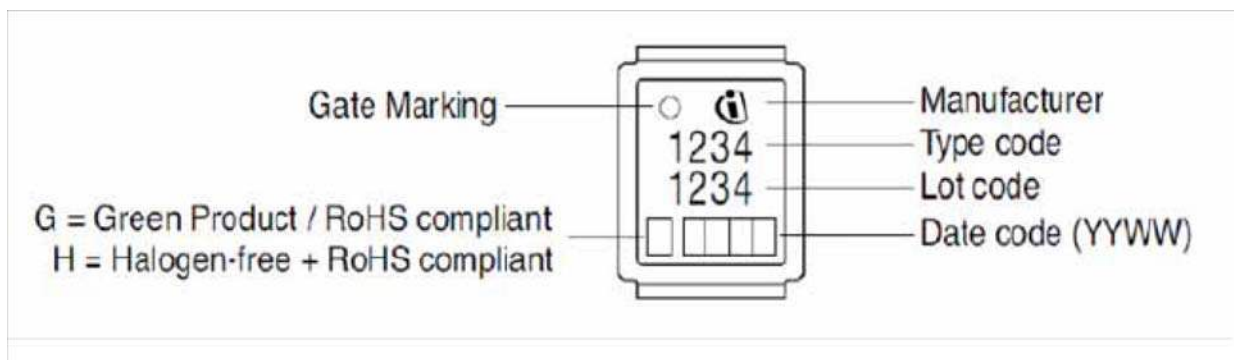 Gate Marking
Manufacturer
1234
Type code
1234
Lot code
G = Green Product / RoHS compliant
H = Halogen-free + RoHS compliant
Date code (YYWW)